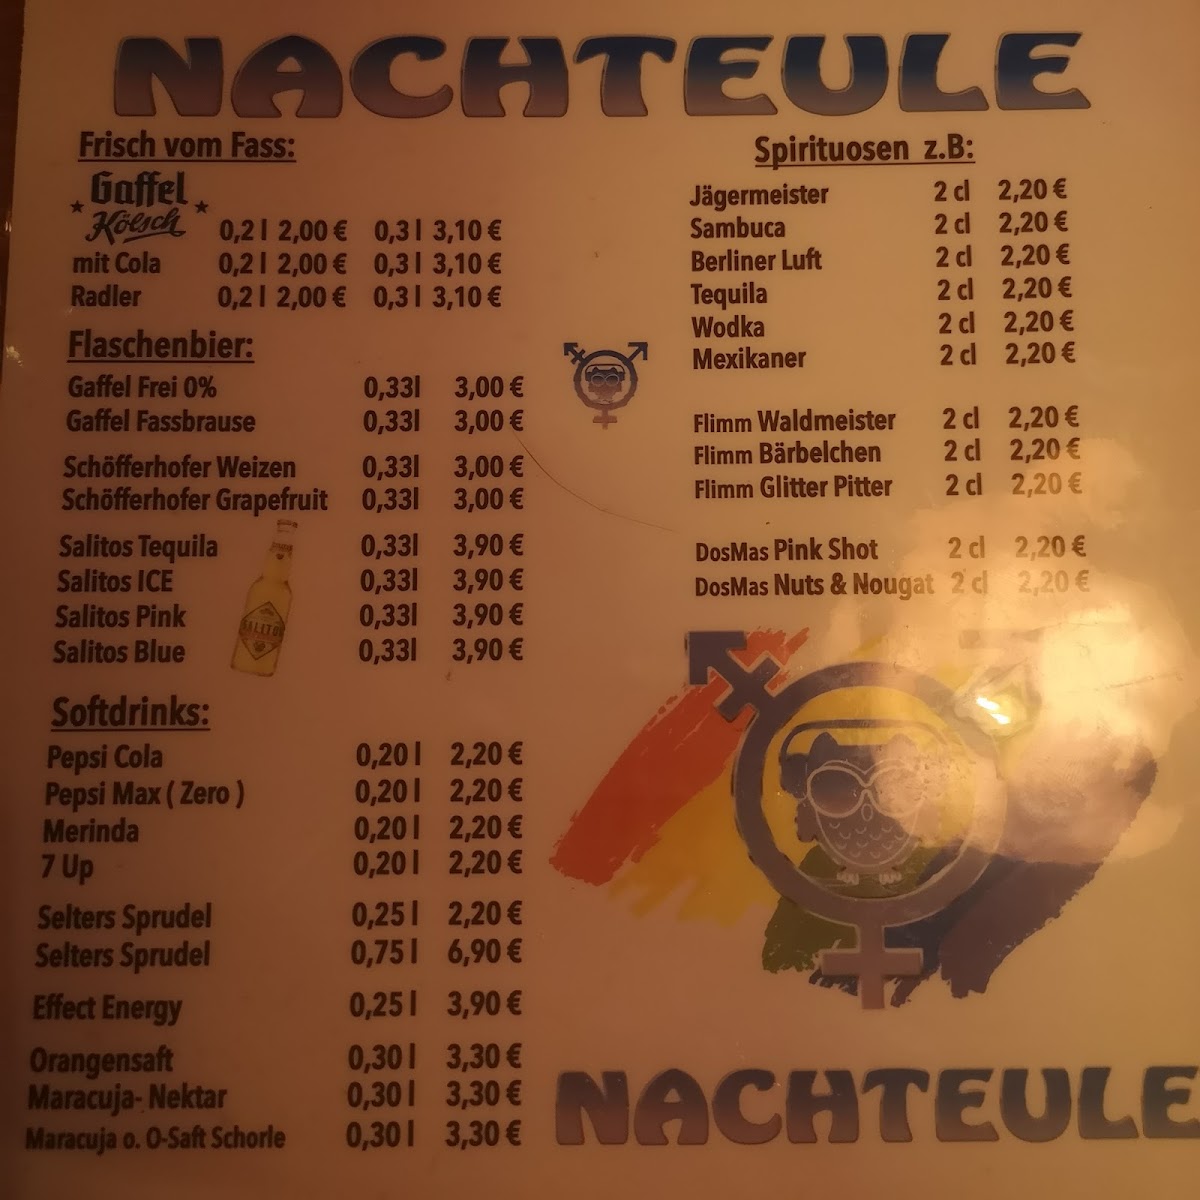 NACHTEULE
Frisch vom Fass:
Gaffel
Kölsch 0,2 l 2,00 € 0,3 l 3,10 €
mit Cola 0,2 l 2,00 € 0,3 l 3,10 €
Radler 0,2 l 2,00 € 0,3 l 3,10 €
Flaschenbier:
Gaffel Frei 0% 0,33l 3,00 €
Gaffel Fassbrause 0,33l 3,00 €
Schöfferhofer Weizen 0,33l 3,00 €
Schöfferhofer Grapefruit 0,33l 3,00 €
Salitos Tequila 0,33l 3,90 €
Salitos ICE 0,33l 3,90 €
Salitos Pink 0,33l 3,90 €
Salitos Blue 0,33l 3,90 €
SALITOS
Softdrinks:
Pepsi Cola 0,20 l 2,20 €
Pepsi Max ( Zero ) 0,20 l 2,20 €
Merinda 0,20 l 2,20 €
7 Up 0,20 l 2,20 €
Selters Sprudel 0,25 l 2,20 €
Selters Sprudel 0,75 l 6,90 €
Effect Energy 0,25 l 3,90 €
Orangensaft 0,30 l 3,30 €
Maracuja- Nektar 0,30 l 3,30 €
Maracuja o. O-Saft Schorle 0,30 l 3,30 €
Spirituosen z.B:
Jägermeister 2 cl 2,20 €
Sambuca 2 cl 2,20 €
Berliner Luft 2 cl 2,20 €
Tequila 2 cl 2,20 €
Wodka 2 cl 2,20 €
Mexikaner 2 cl 2,20 €
Flimm Waldmeister 2 cl 2,20 €
Flimm Bärbelchen 2 cl 2,20 €
Flimm Glitter Pitter 2 cl 2,20 €
DosMas Pink Shot 2 cl 2,20 €
DosMas Nuts & Nougat 2 cl 2,20 €
NACHTEULE